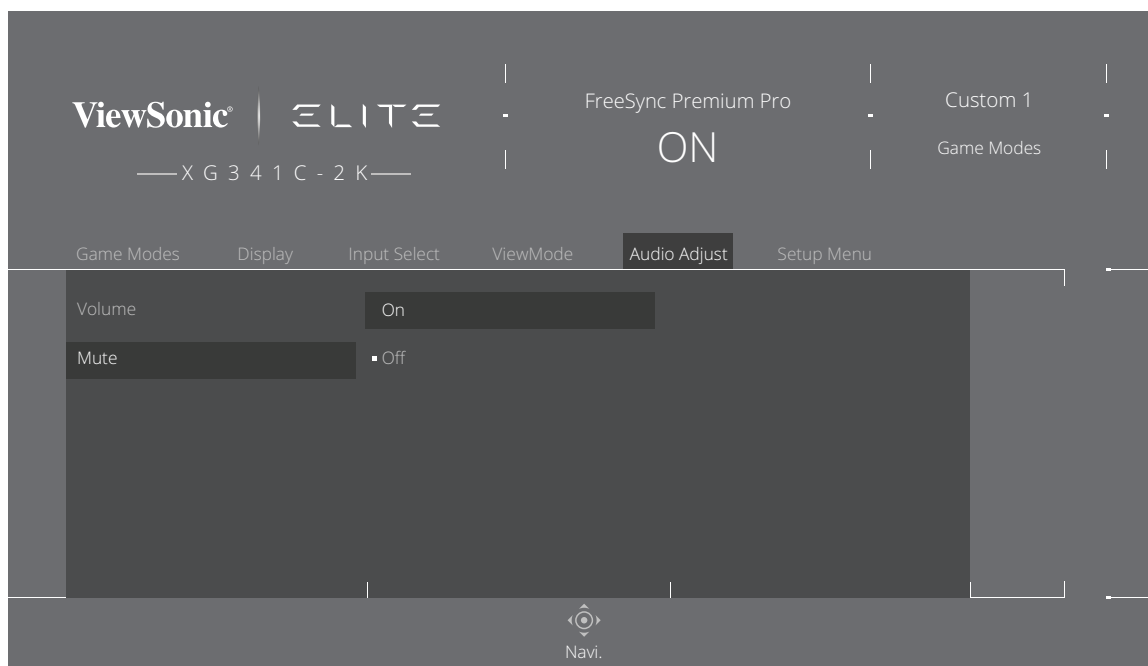 ViewSonic® ELITE
XG341C-2K
FreeSync Premium Pro
ON
Custom 1
Game Modes
Game Modes Display Input Select ViewMode Audio Adjust Setup Menu
Volume On
Mute Off
Navi.